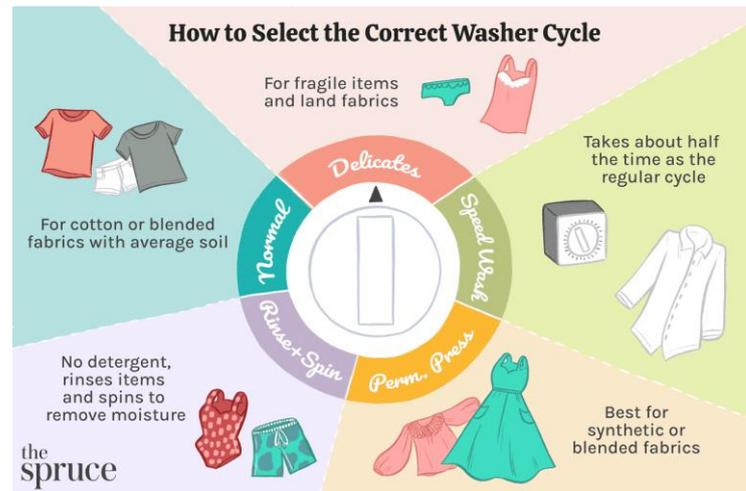 How to Select the Correct Washer Cycle
For fragile items
and land fabrics
Delicates
Takes about half
the time as the
regular cycle
Speed Wash
For cotton or blended
fabrics with average soil
Normal
Rinse+Spin
Perm. Press
No detergent,
rinses items
and spins to
remove moisture
Best for
synthetic or
blended fabrics
the
spruce